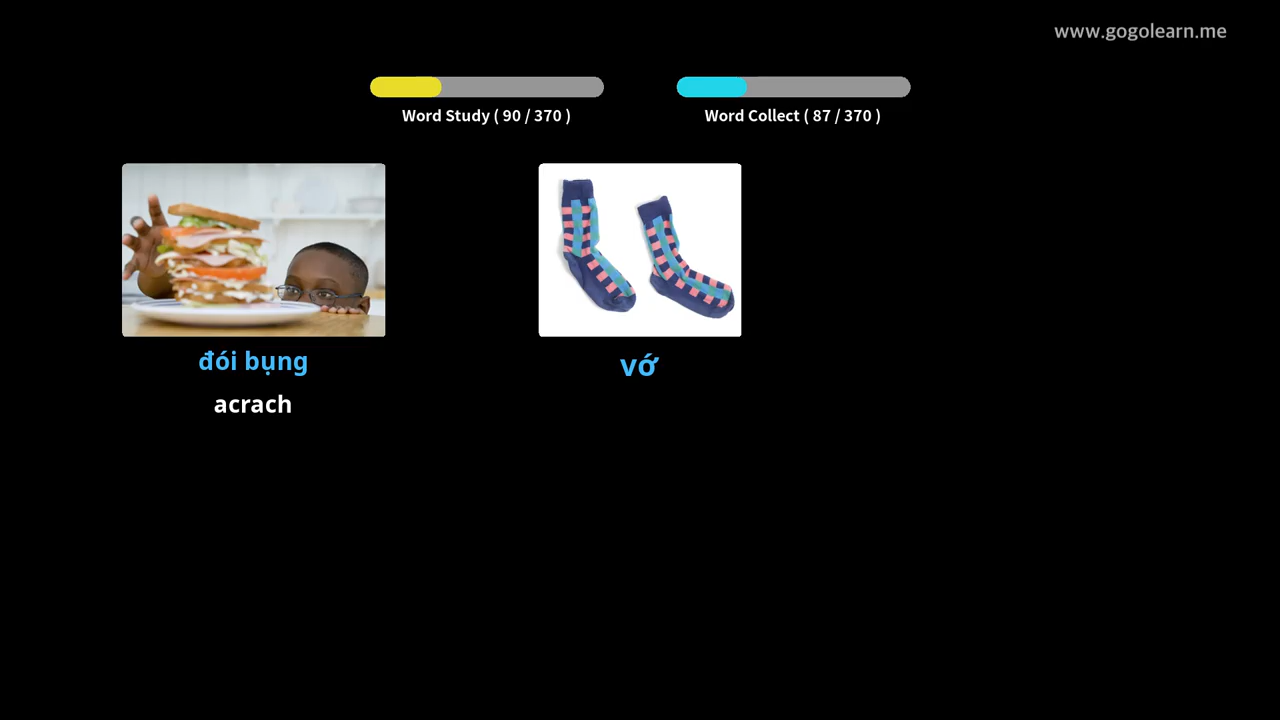 www.gogolearn.me
Word Study ( 90 / 370 )
Word Collect ( 87 / 370 )
đói bụng
acrach
vớ